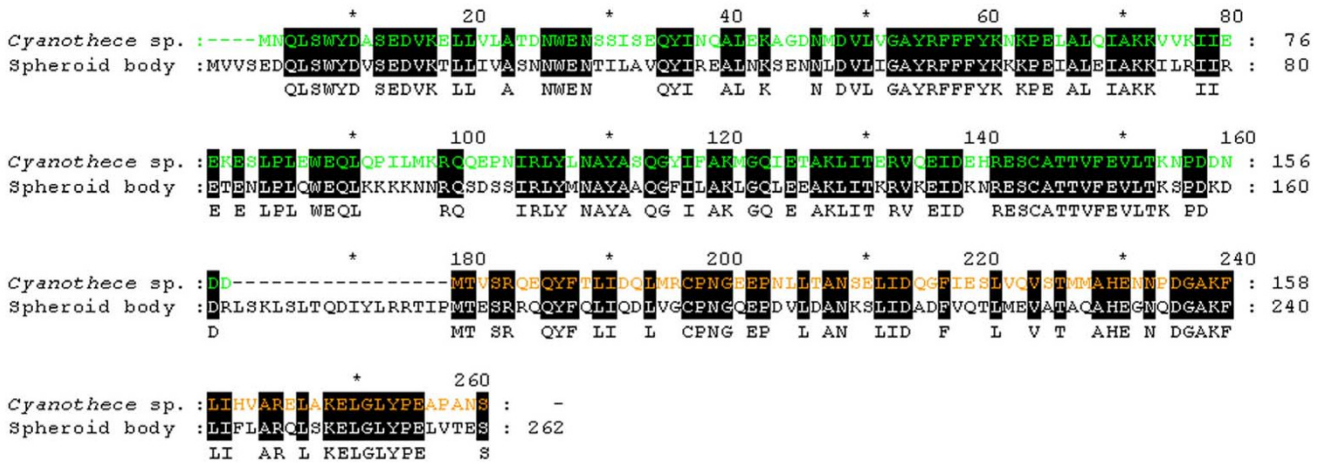 * 20 * 40 * 60 * 80
Cyanothece sp. :----MNQLSWYDASEDVKELLVLATDNWENSSISEQYINQALEKAGDNMDVLVGAYRFFFYKNKPELALQIAKKVVKIIE : 76
Spheroid body :MVVSEDQLSWYDVSEDVKTLLIVASNNWENTILAVQYIREALNKSENNLDVLIGAYRFFFYKKKPEIALEIAKKILRIIR : 80
QLSWYD SEDVK LL A NWEN QYI AL K N DVL GAYRFFFYK KPE AL IAKK II
* 100 * 120 * 140 * 160
Cyanothece sp. :EKESLPLEWEQLQPILMKRQQEPNIRLYLNAYASQGYIFAKMGQIETAKLITERVQEIDEHRESCATTVFEVLTKNPDDN : 156
Spheroid body :ETENLPLQWEQLKKKKNNRQSDSSIRLYMNAYAAQGFILAKLGQLEEAKLITKRVKEIDKNRESCATTVFEVLTKSPDKD : 160
E E LPL WEQL RQ IRLY NAYA QG I AK GQ E AKLIT RV EID RESCATTVFEVLTK PD
* 180 * 200 * 220 * 240
Cyanothece sp. :DD-----------------MTVSRQEQYFTLIDQLMRCPNGEEPNLLTANSELIDQGFIESLVQVSTMMAHENNPDGAKF : 158
Spheroid body :DRLSKLSLTQDIYLRRTIPMTESRRQQYFQLIQDLVGCPNGQEPDVLDANKSLIDADFVQTLMEVATAQAHEGNQDGAKF : 240
D MT SR QYF LI L CPNG EP L AN LID F L V T AHE N DGAKF
* 260
Cyanothece sp. :LIHVARELAKELGLYPEAPANS : -
Spheroid body :LIFLARQLSKELGLYPELVTES : 262
LI AR L KELGLYPE S